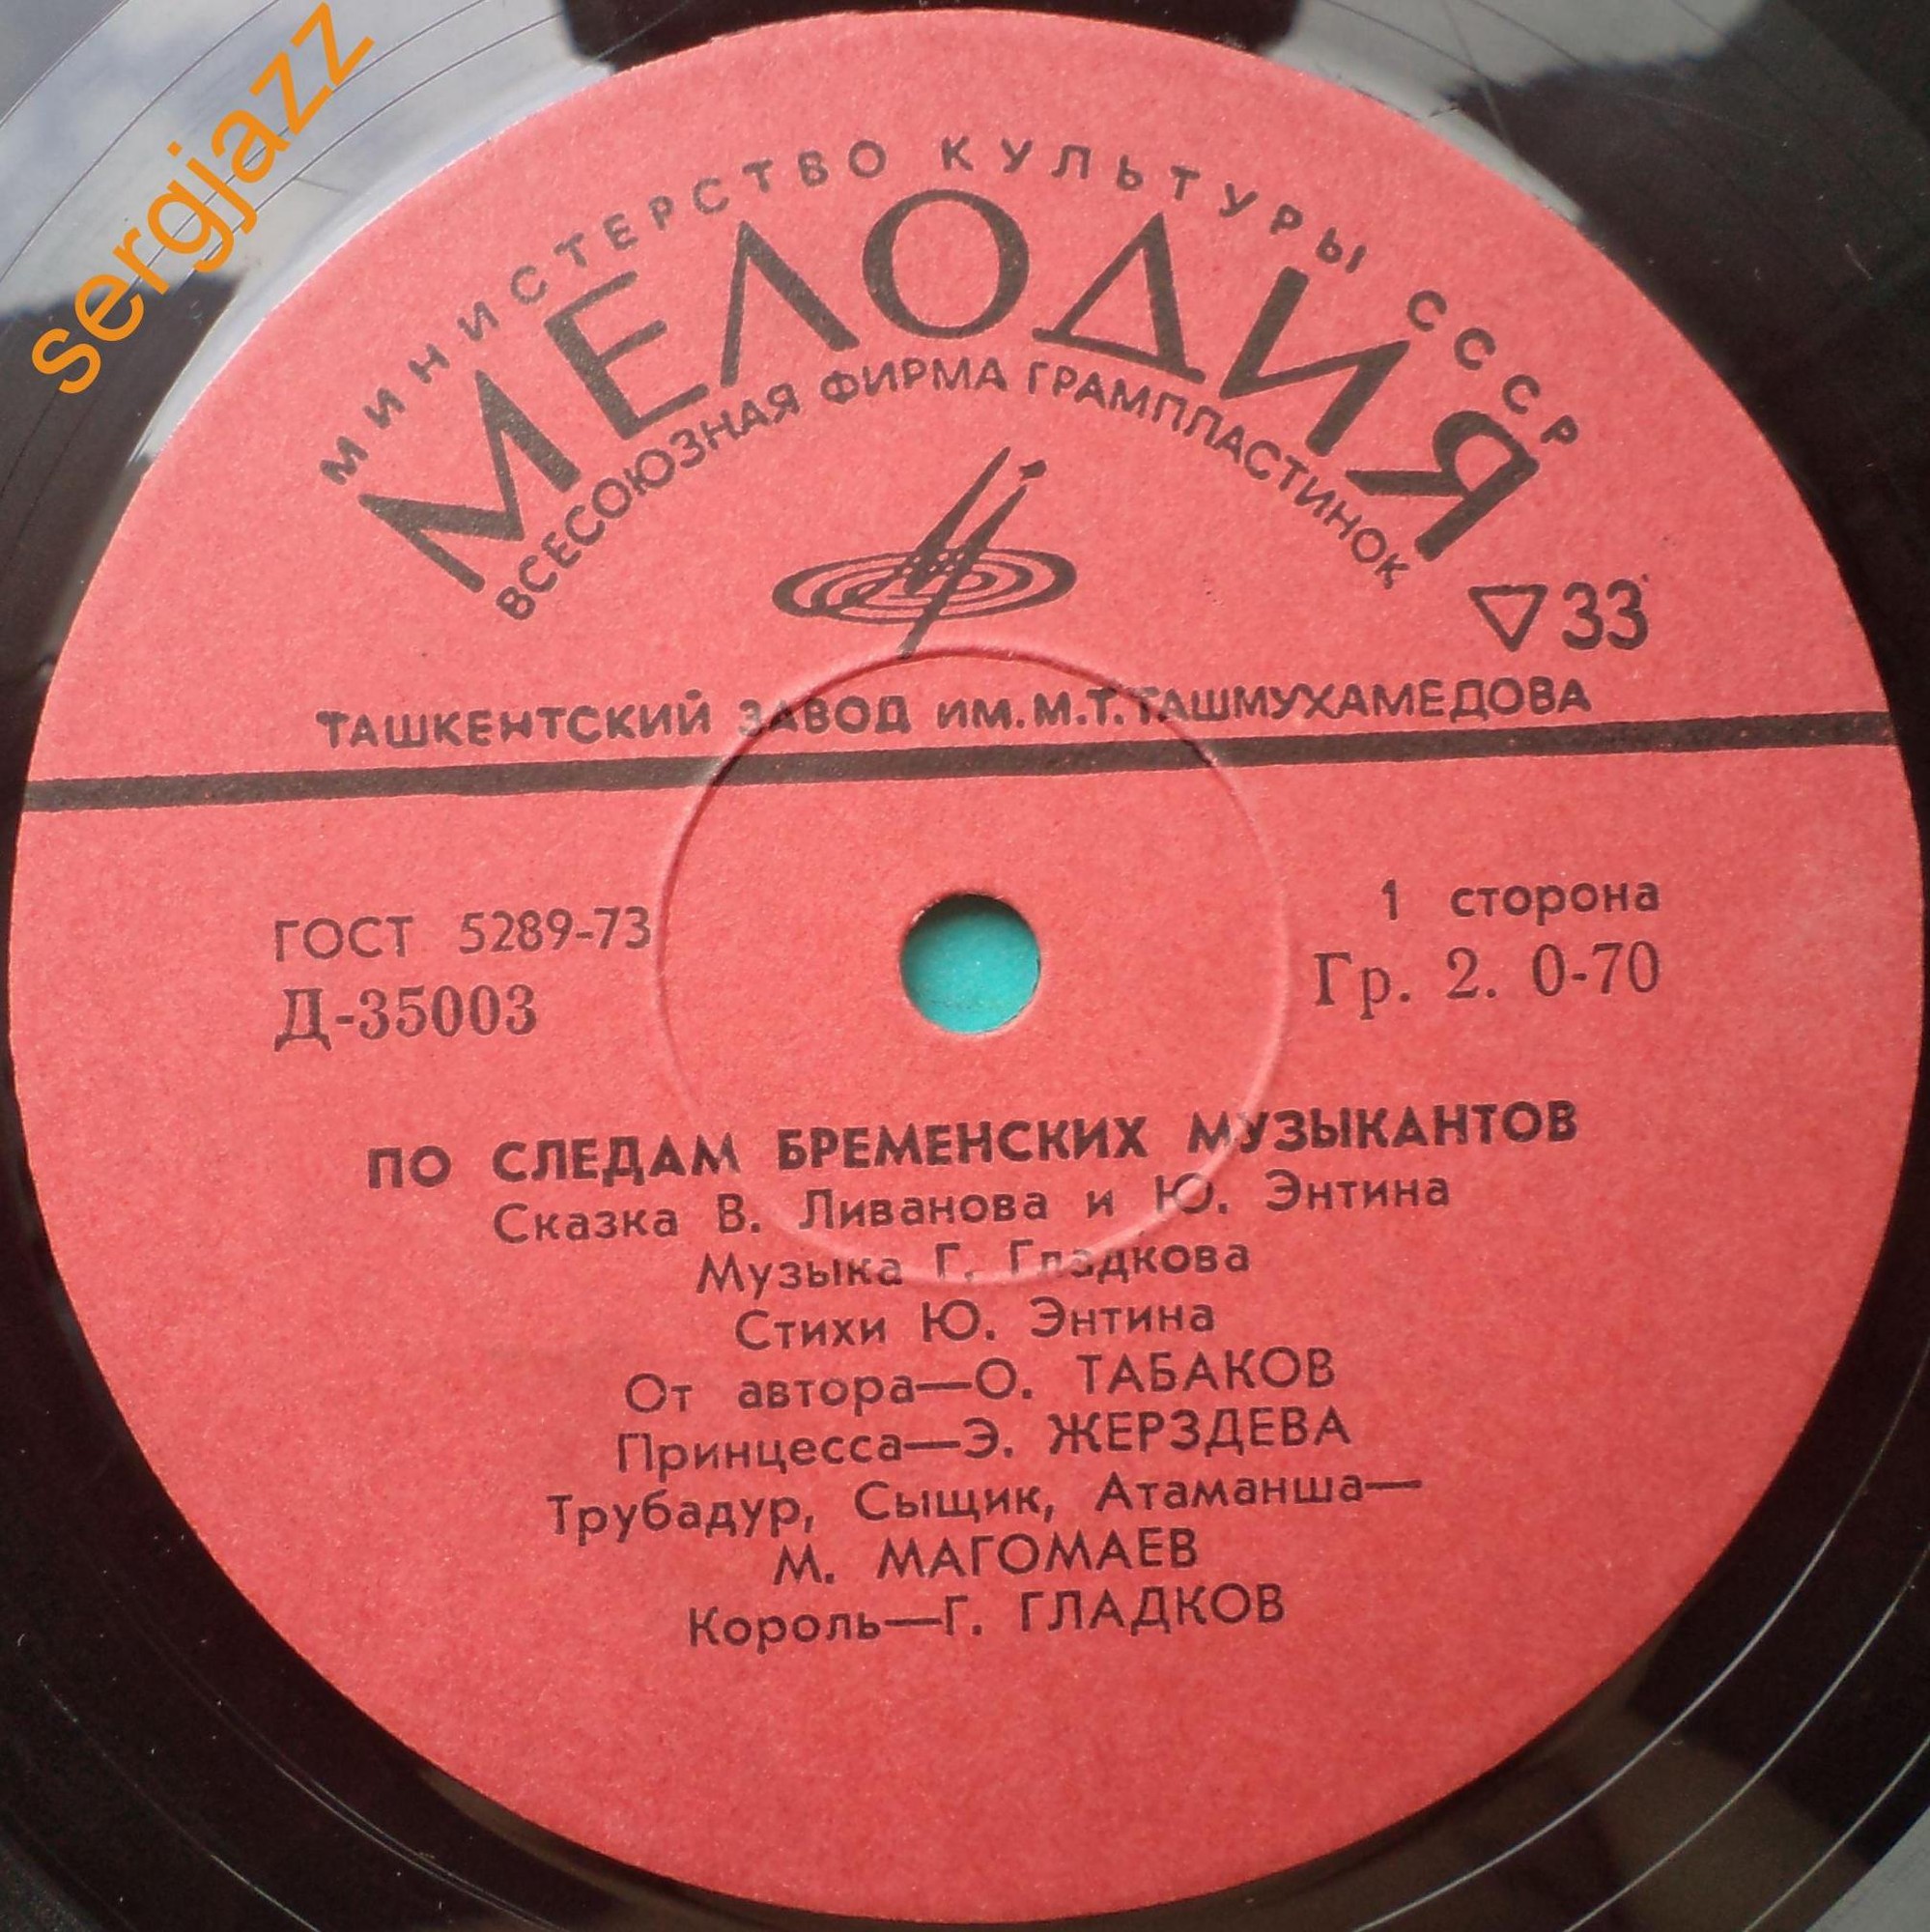 sergjazz
МИНИСТЕРСТВО КУЛЬТУРЫ СССР
МЕЛОДИЯ
ВСЕСОЮЗНАЯ ФИРМА ГРАМПЛАСТИНОК
▽33
ТАШКЕНТСКИЙ ЗАВОД ИМ. М.Т. ТАШМУХАМЕДОВА
ГОСТ 5289-73
Д-35003
1 сторона
Гр. 2. 0-70
ПО СЛЕДАМ БРЕМЕНСКИХ МУЗЫКАНТОВ
Сказка В. Ливанова и Ю. Энтина
Музыка Г. Гладкова
Стихи Ю. Энтина
От автора—О. ТАБАКОВ
Принцесса—Э. ЖЕРЗДЕВА
Трубадур, Сыщик, Атаманша—
М. МАГОМАЕВ
Король—Г. ГЛАДКОВ